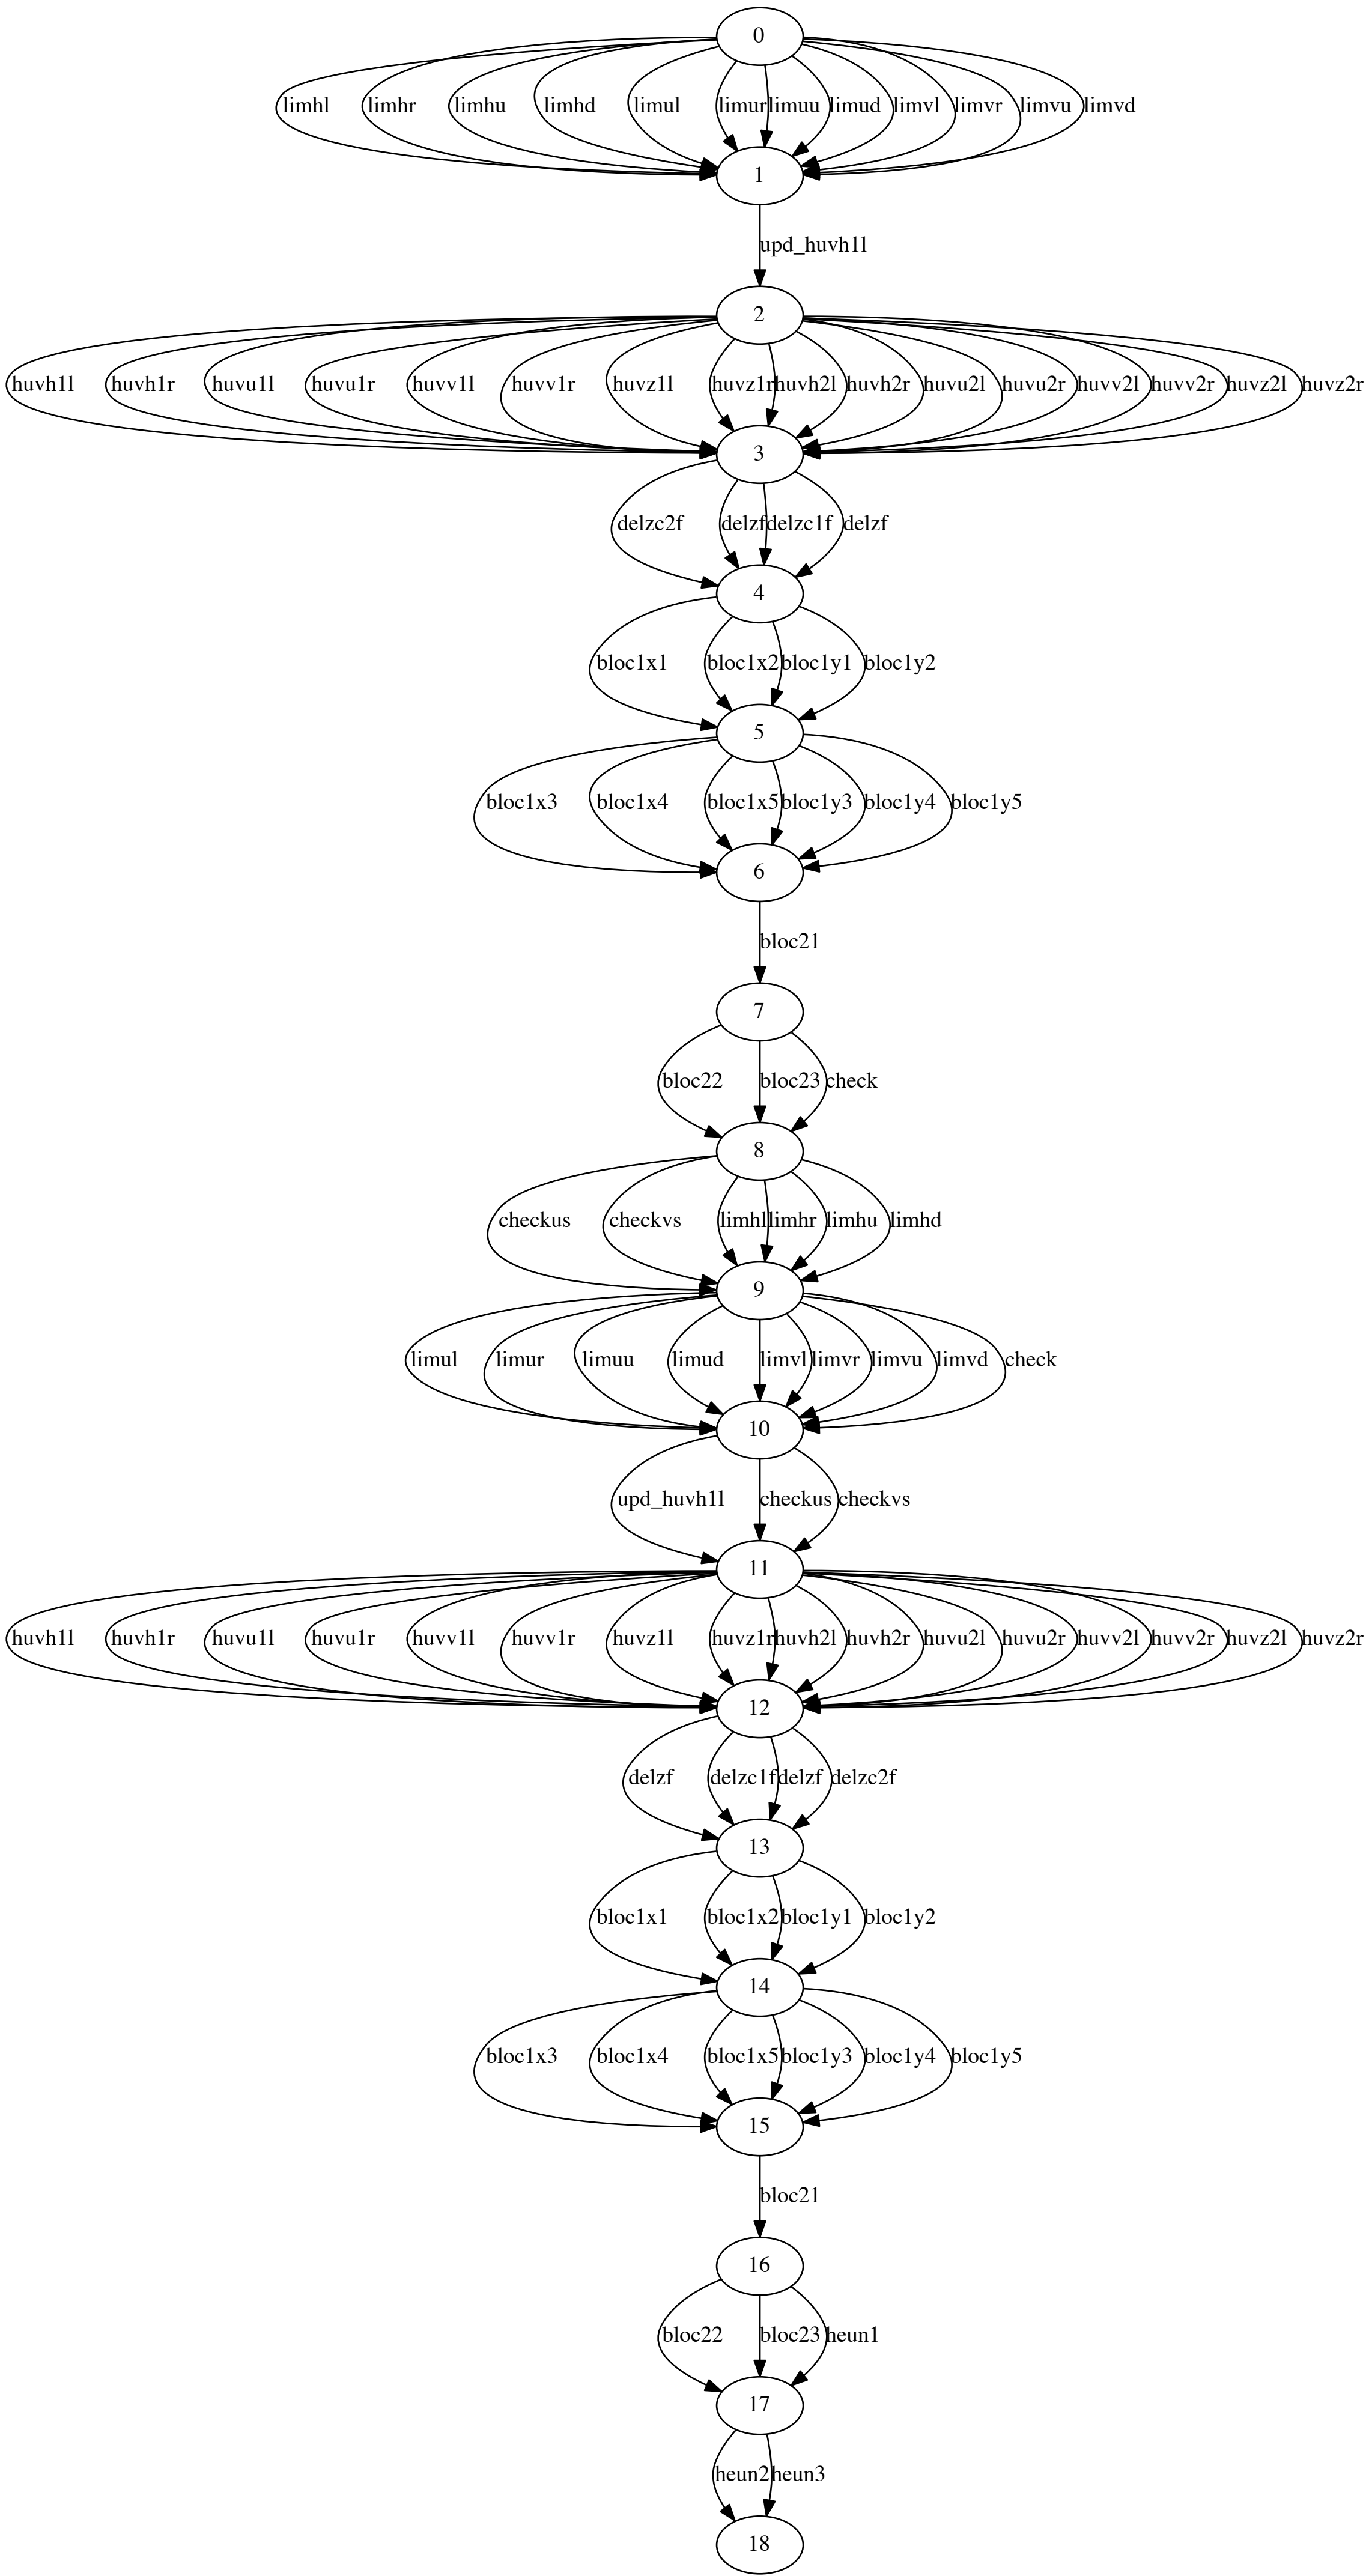 0
limhl limhr limhu limhd limul limur limuu limud limvl limvr limvu limvd
1
upd_huvh1l
2
huvh1l huvh1r huvu1l huvu1r huvv1l huvv1r huvz1l huvz1r huvh2l huvh2r huvu2l huvu2r huvv2l huvv2r huvz2l huvz2r
3
delzc2f delzf delzc1f delzf
4
bloc1x1 bloc1x2 bloc1y1 bloc1y2
5
bloc1x3 bloc1x4 bloc1x5 bloc1y3 bloc1y4 bloc1y5
6
bloc21
7
bloc22 bloc23 check
8
checkus checkvs limhl limhr limhu limhd
9
limul limur limuu limud limvl limvr limvu limvd check
10
upd_huvh1l checkus checkvs
11
huvh1l huvh1r huvu1l huvu1r huvv1l huvv1r huvz1l huvz1r huvh2l huvh2r huvu2l huvu2r huvv2l huvv2r huvz2l huvz2r
12
delzf delzc1f delzf delzc2f
13
bloc1x1 bloc1x2 bloc1y1 bloc1y2
14
bloc1x3 bloc1x4 bloc1x5 bloc1y3 bloc1y4 bloc1y5
15
bloc21
16
bloc22 bloc23 heun1
17
heun2 heun3
18